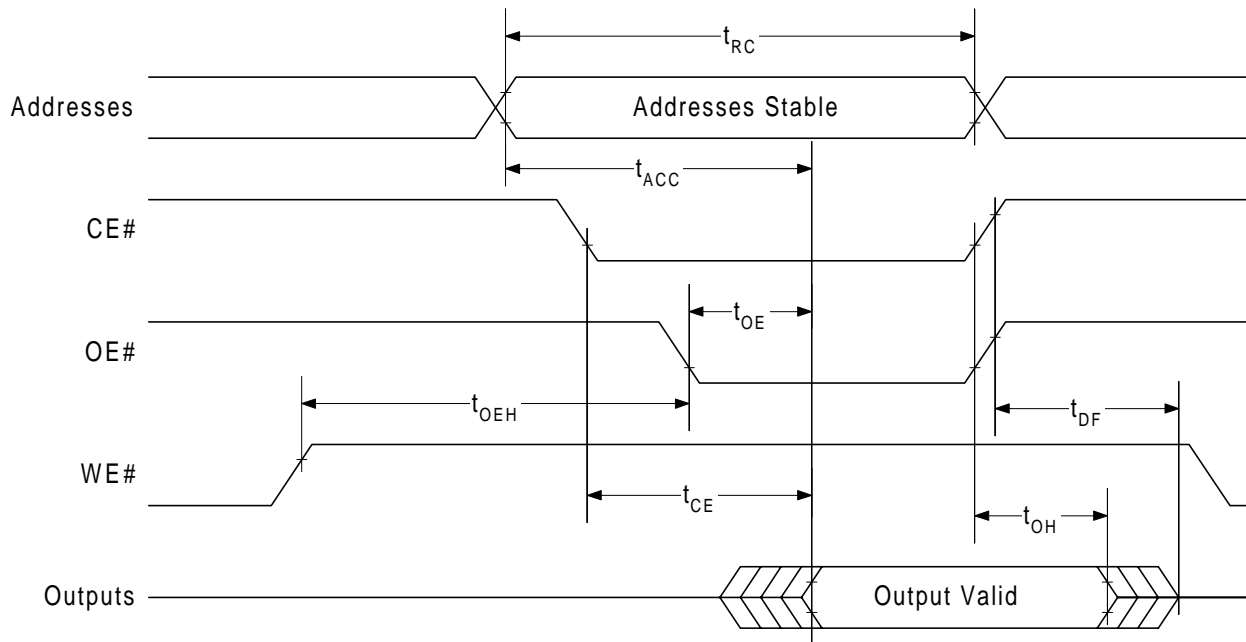 t_RC
Addresses
Addresses Stable
t_ACC
CE#
t_OE
OE#
t_OEH
t_DF
WE#
t_CE
t_OH
Outputs
Output Valid